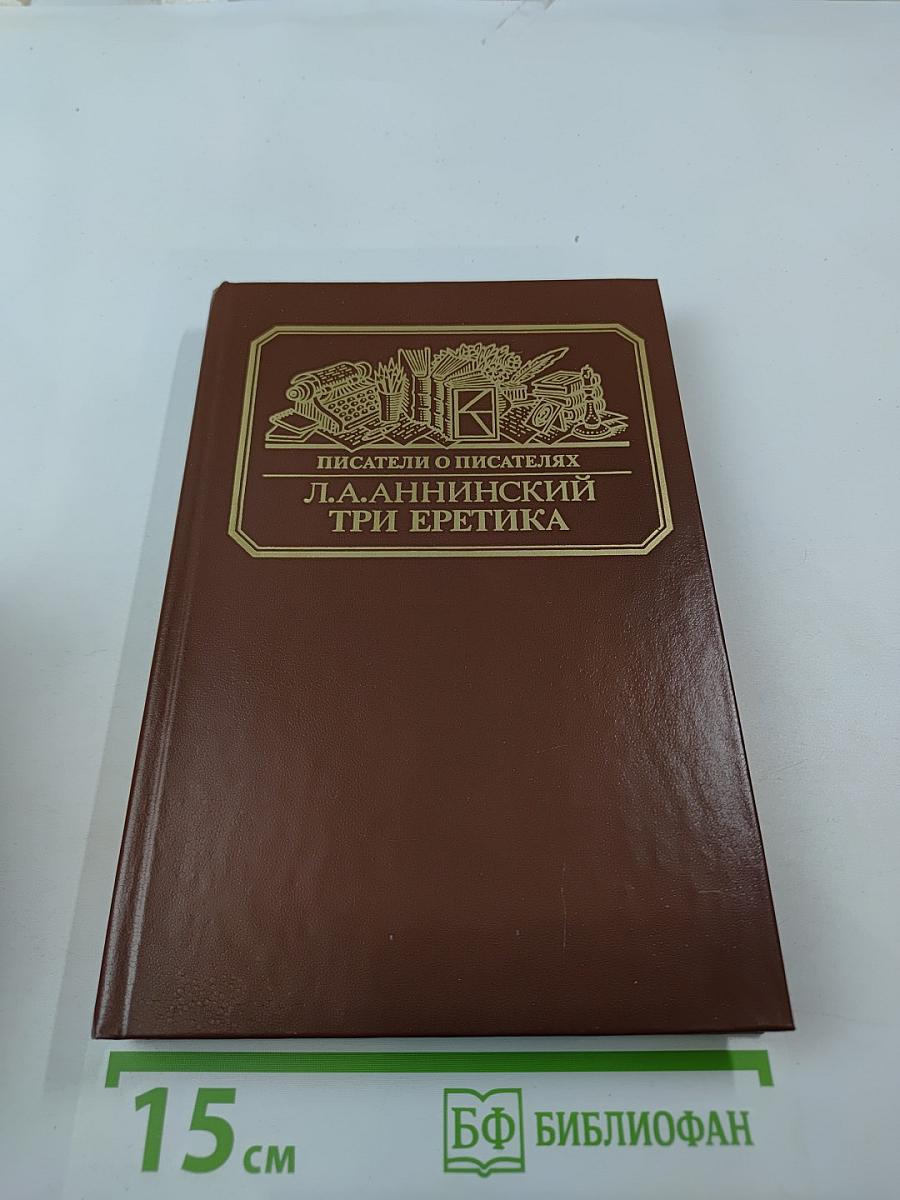 ПИСАТЕЛИ О ПИСАТЕЛЯХ
Л.А.АННИНСКИЙ
ТРИ ЕРЕТИКА
15 см
БФ БИБЛИОФАН